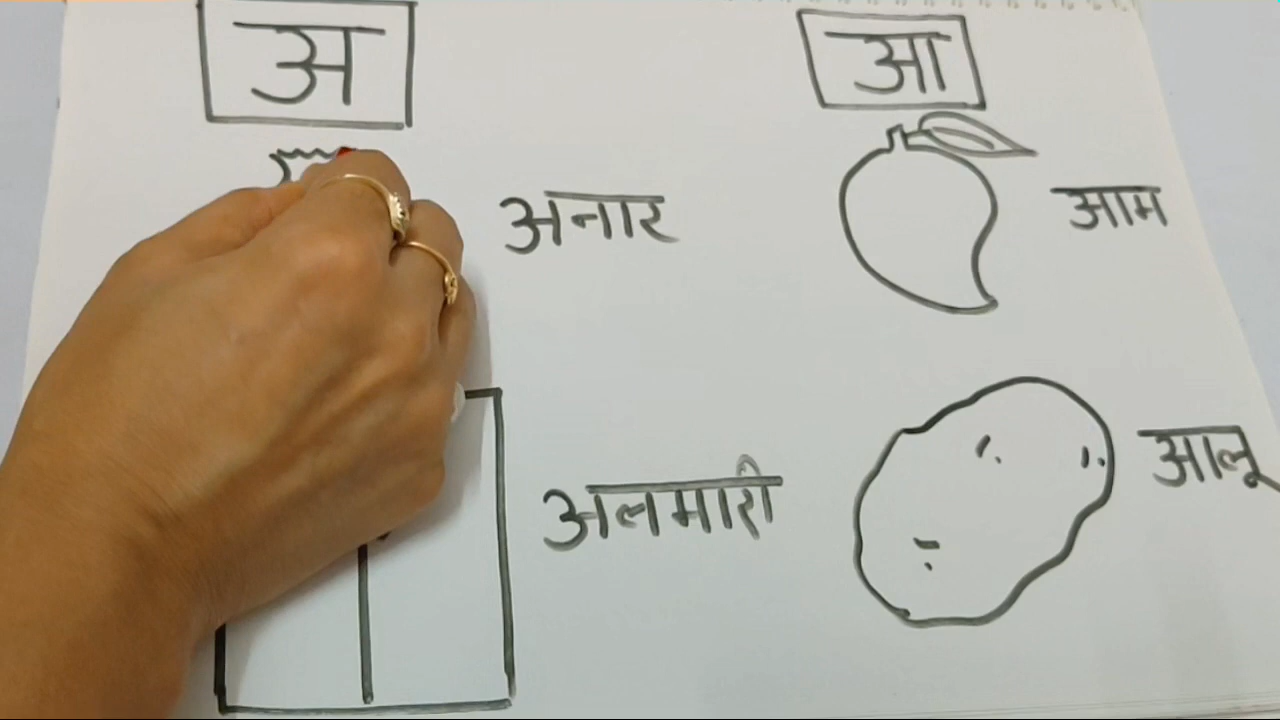 अ
आ
अनार
आम
अलमारी
आलू